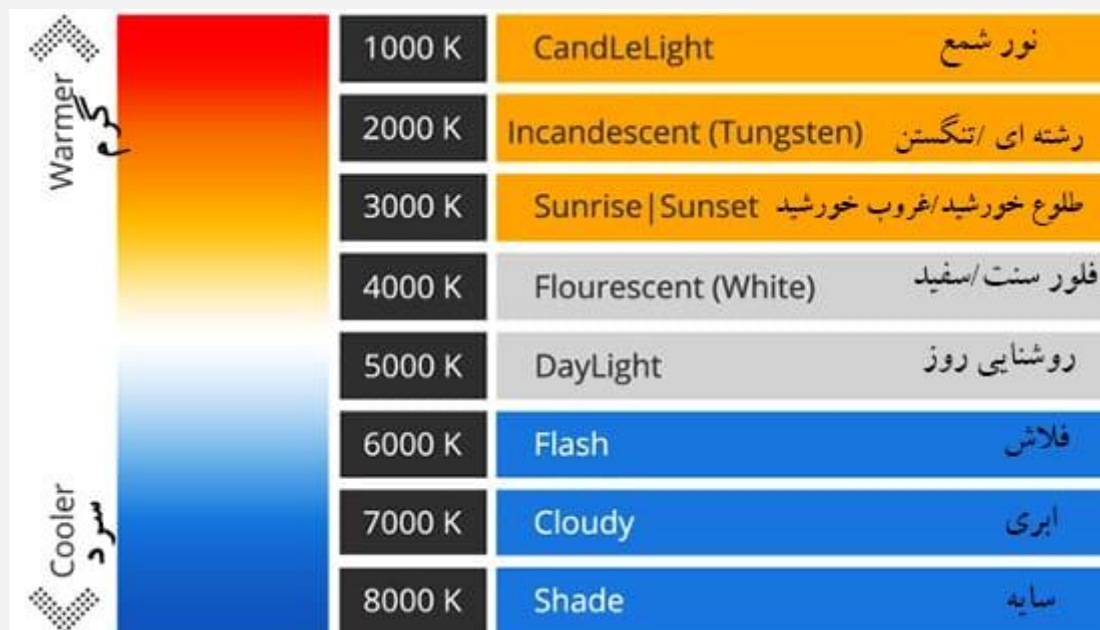 Warmer
گرم
1000 K CandLeLight نور شمع
2000 K Incandescent (Tungsten) رشته ای /تنگستن
3000 K Sunrise|Sunset طلوع خورشید/غروب خورشید
4000 K Flourescent (White) فلور سنت/سفید
5000 K DayLight روشنایی روز
6000 K Flash فلاش
7000 K Cloudy ابری
8000 K Shade سایه
Cooler
سرد